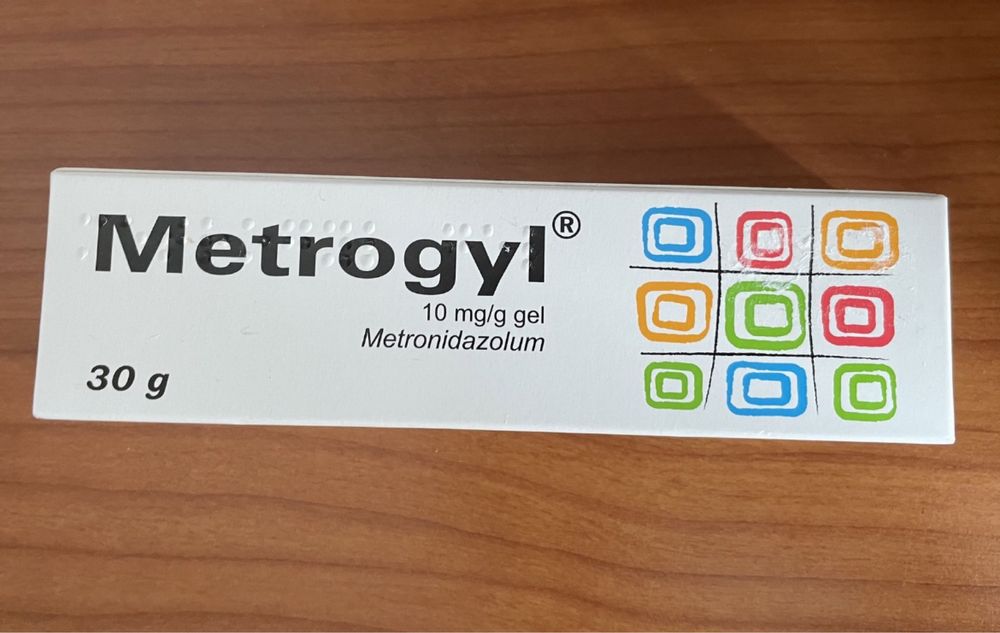 Metrogyl®
10 mg/g gel
Metronidazolum
30 g